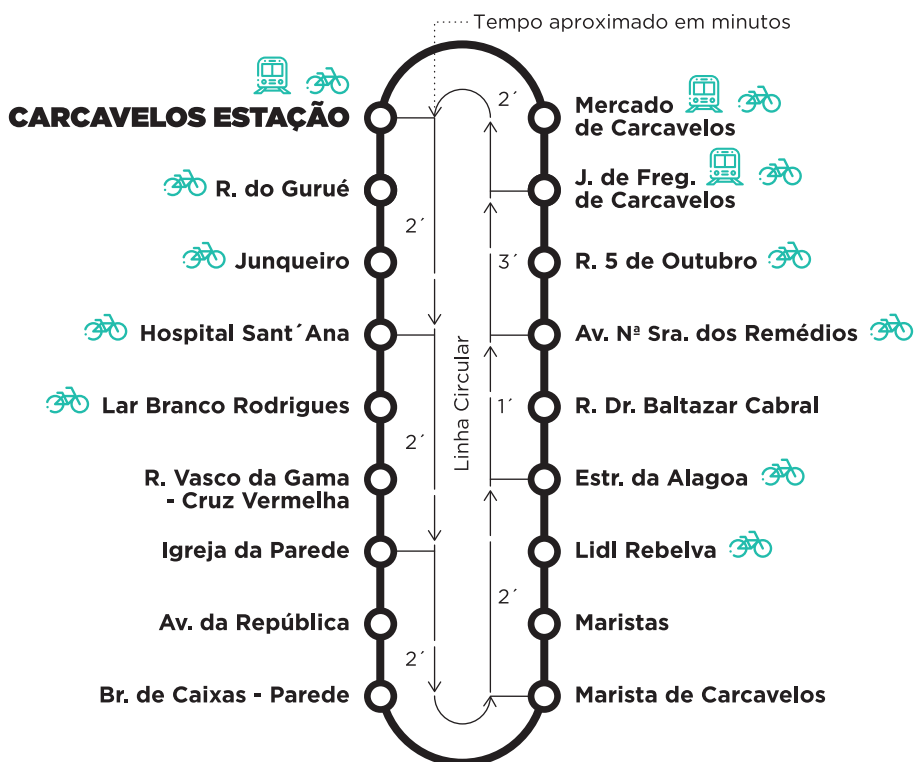 Tempo aproximado em minutos
CARCAVELOS ESTAÇÃO
R. do Gurué
Junqueiro
Hospital Sant´Ana
Lar Branco Rodrigues
R. Vasco da Gama
- Cruz Vermelha
Igreja da Parede
Av. da República
Br. de Caixas - Parede
2´
2´
2´
Linha Circular
2´
3´
1´
2´
Mercado
de Carcavelos
J. de Freg.
de Carcavelos
R. 5 de Outubro
Av. Nª Sra. dos Remédios
R. Dr. Baltazar Cabral
Estr. da Alagoa
Lidl Rebelva
Maristas
Marista de Carcavelos